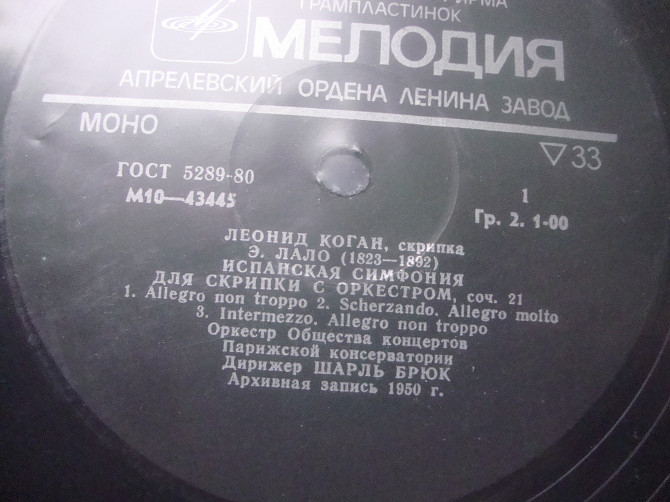 ФИРМА
ГРАМПЛАСТИНОК
МЕЛОДИЯ
АПРЕЛЕВСКИЙ ОРДЕНА ЛЕНИНА ЗАВОД
МОНО
ГОСТ 5289-80
▽33
М10—43445
1
Гр. 2. 1-00
ЛЕОНИД КОГАН, скрипка
Э. ЛАЛО (1823—1892)
ИСПАНСКАЯ СИМФОНИЯ
ДЛЯ СКРИПКИ С ОРКЕСТРОМ, соч. 21
1. Allegro non troppo 2. Scherzando. Allegro molto
3. Intermezzo. Allegro non troppo
Оркестр Общества концертов
Парижской консерватории
Дирижер ШАРЛЬ БРЮК
Архивная запись 1950 г.